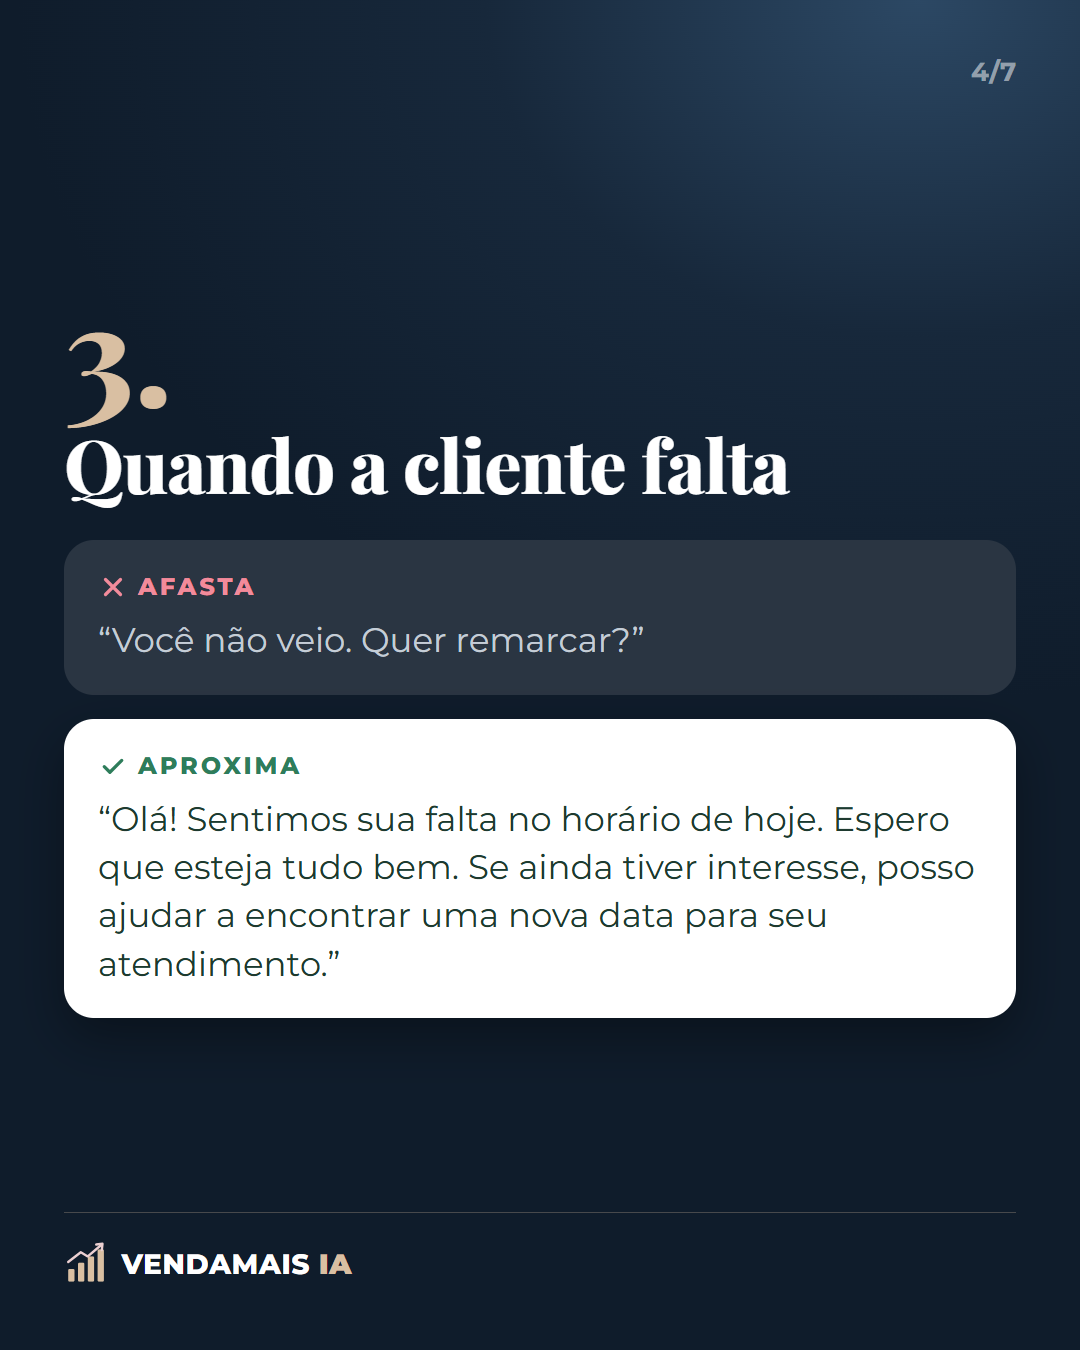 4/7
3.
Quando a cliente falta
AFASTA
“Você não veio. Quer remarcar?”
APROXIMA
“Olá! Sentimos sua falta no horário de hoje. Espero
que esteja tudo bem. Se ainda tiver interesse, posso
ajudar a encontrar uma nova data para seu
atendimento.”
VENDAMAIS IA